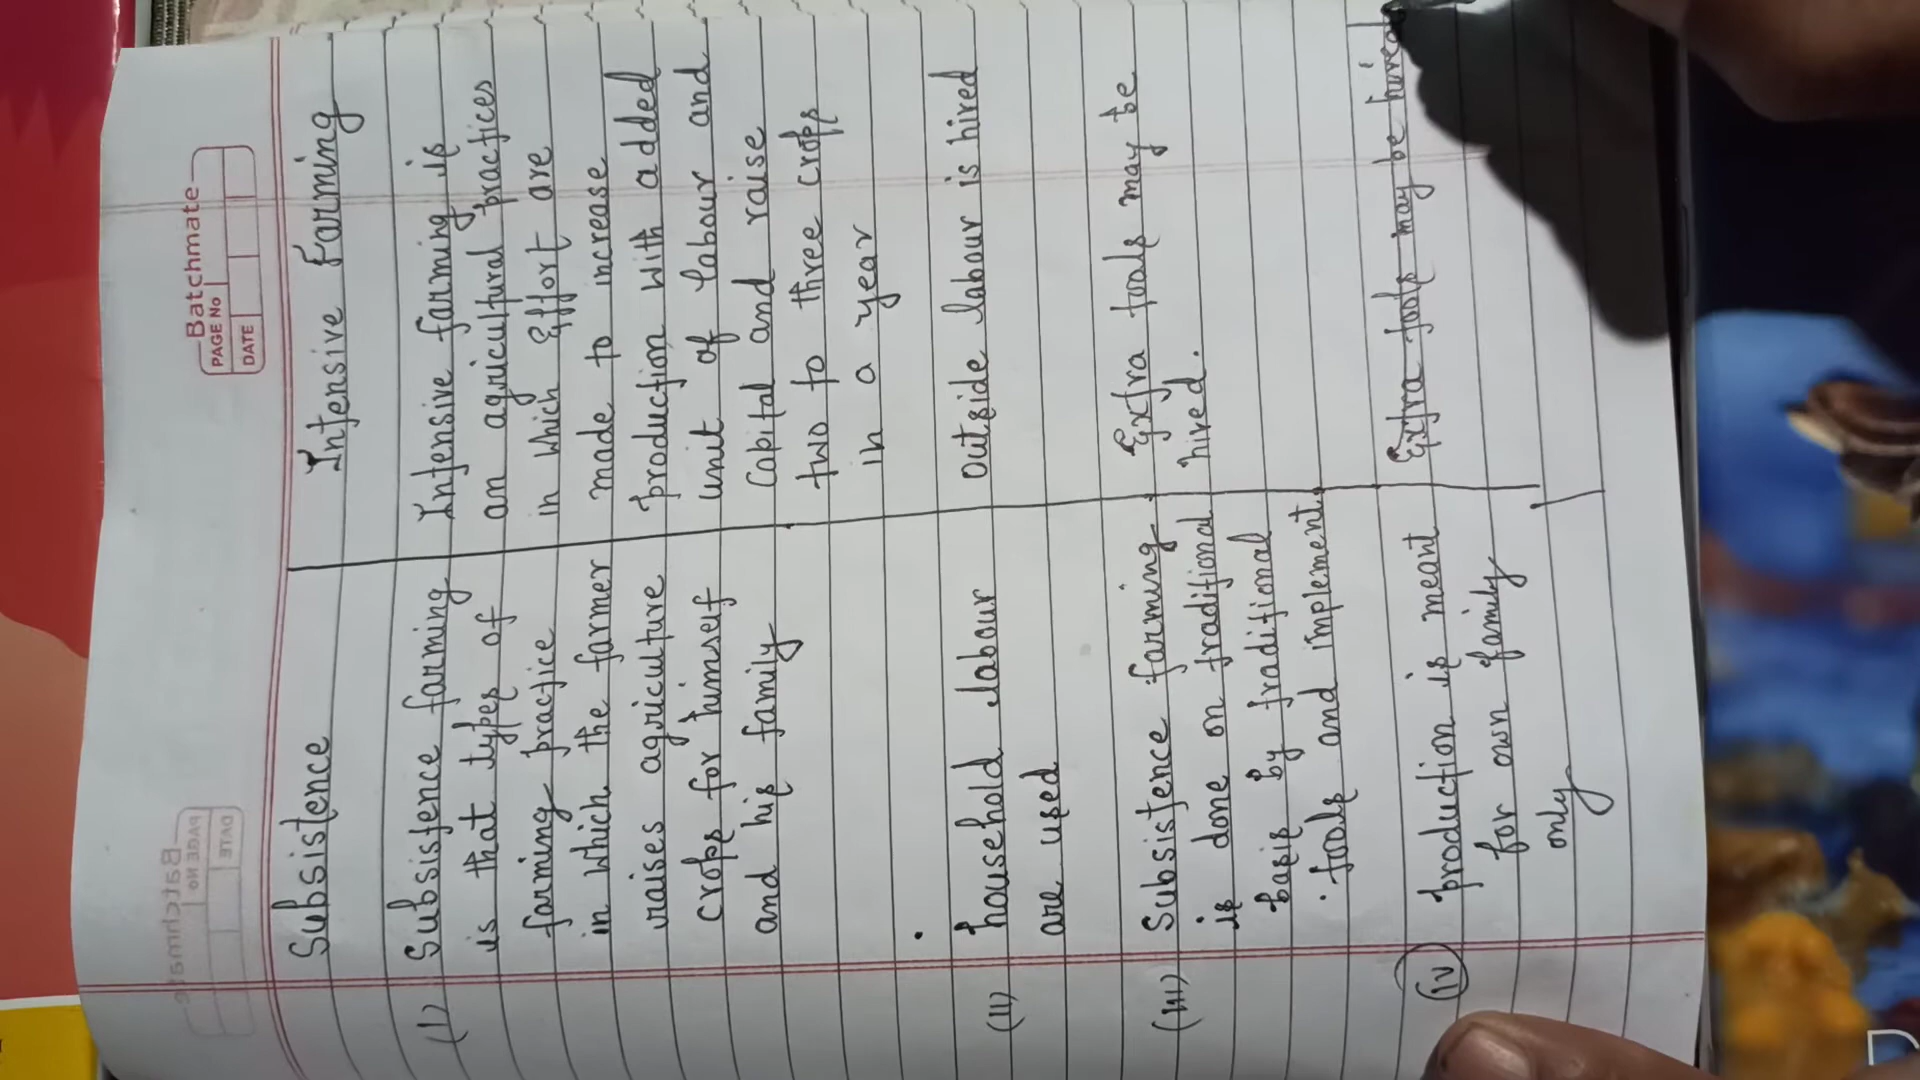 Batchmate
PAGE No
DATE
Subsistence
Intensive Farming
(I) Subsistence farming
is that types of
farming practice
in which the farmer
raises agriculture
crops for himself
and his family
Intensive farming is
an agricultural practices
in which Effort are
made to increase
production with added
unit of labour and
capital and raise
two to three crops
in a year
(II) household labour
are used
outside labour is hired
(III) Subsistence farming
is done on traditional
basis by traditional
tools and implement
Extra tools may be
hired.
(iv) production is meant
for own family
only
Extra tools may be hired